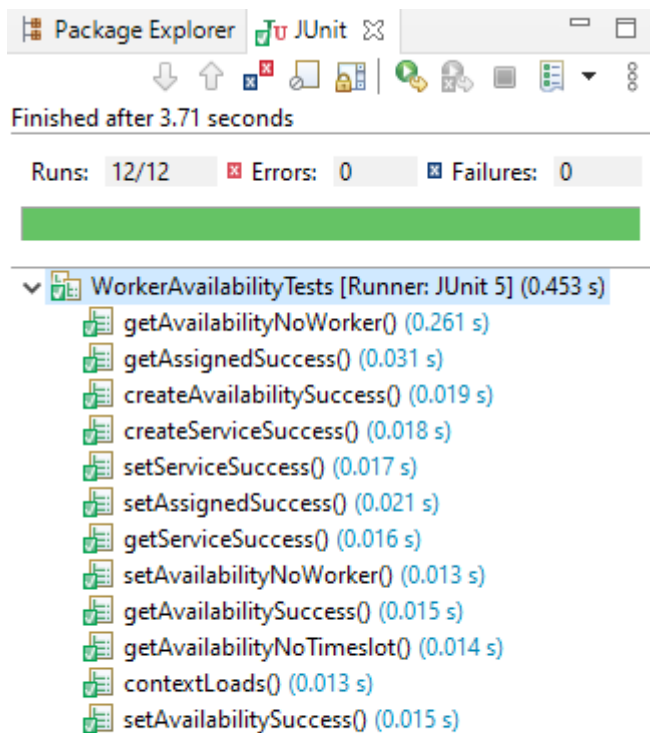 Package Explorer JUnit
Finished after 3.71 seconds
Runs: 12/12 Errors: 0 Failures: 0
WorkerAvailabilityTests [Runner: JUnit 5] (0.453 s)
getAvailabilityNoWorker() (0.261 s)
getAssignedSuccess() (0.031 s)
createAvailabilitySuccess() (0.019 s)
createServiceSuccess() (0.018 s)
setServiceSuccess() (0.017 s)
setAssignedSuccess() (0.021 s)
getServiceSuccess() (0.016 s)
setAvailabilityNoWorker() (0.013 s)
getAvailabilitySuccess() (0.015 s)
getAvailabilityNoTimeslot() (0.014 s)
contextLoads() (0.013 s)
setAvailabilitySuccess() (0.015 s)